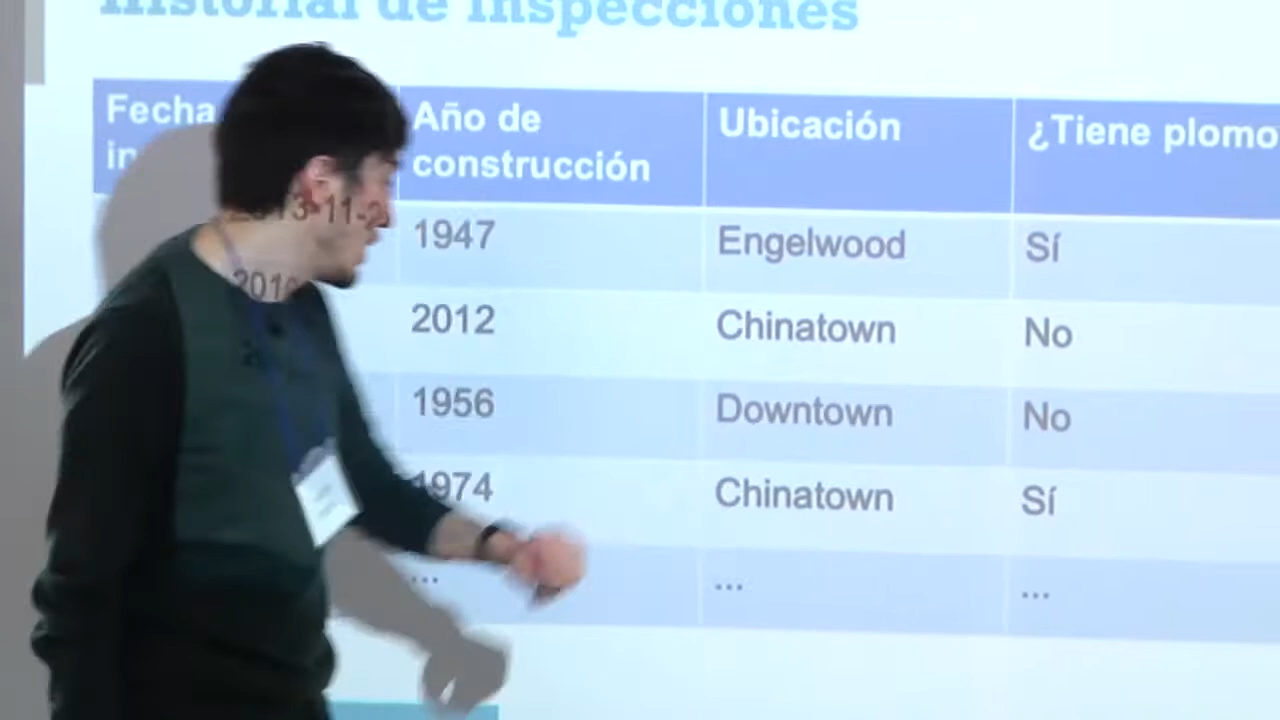 Historial de inspecciones
Fecha
Año de
construcción
Ubicación
¿Tiene plomo
1947
Engelwood
Sí
2012
Chinatown
No
1956
Downtown
No
1974
Chinatown
Sí
...
...
...